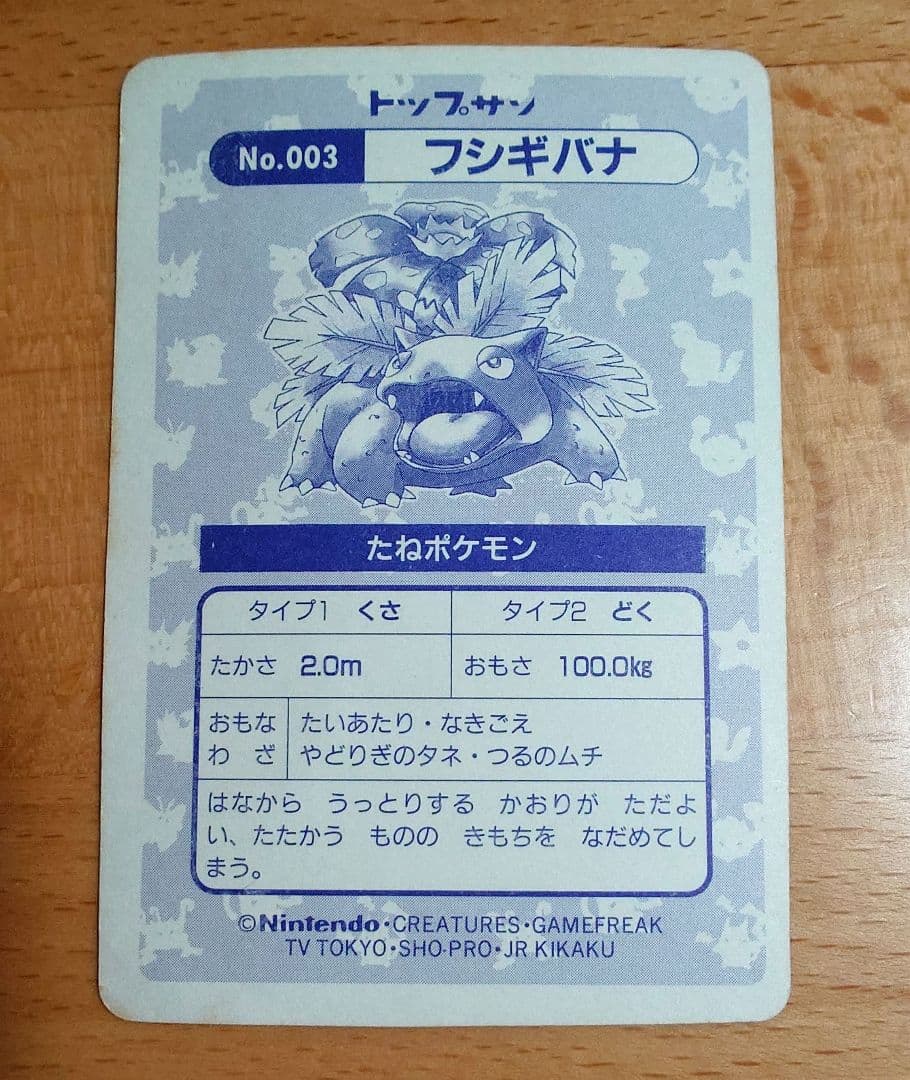 トップサン
No.003 フシギバナ
たねポケモン
タイプ1 くさ タイプ2 どく
たかさ 2.0m おもさ 100.0kg
おもな たいあたり・なきごえ
わ ざ やどりぎのタネ・つるのムチ
はなから うっとりする かおりが ただよ
い、たたかう ものの きもちを なだめてし
まう。
©Nintendo・CREATURES・GAMEFREAK
TV TOKYO・SHO-PRO・JR KIKAKU